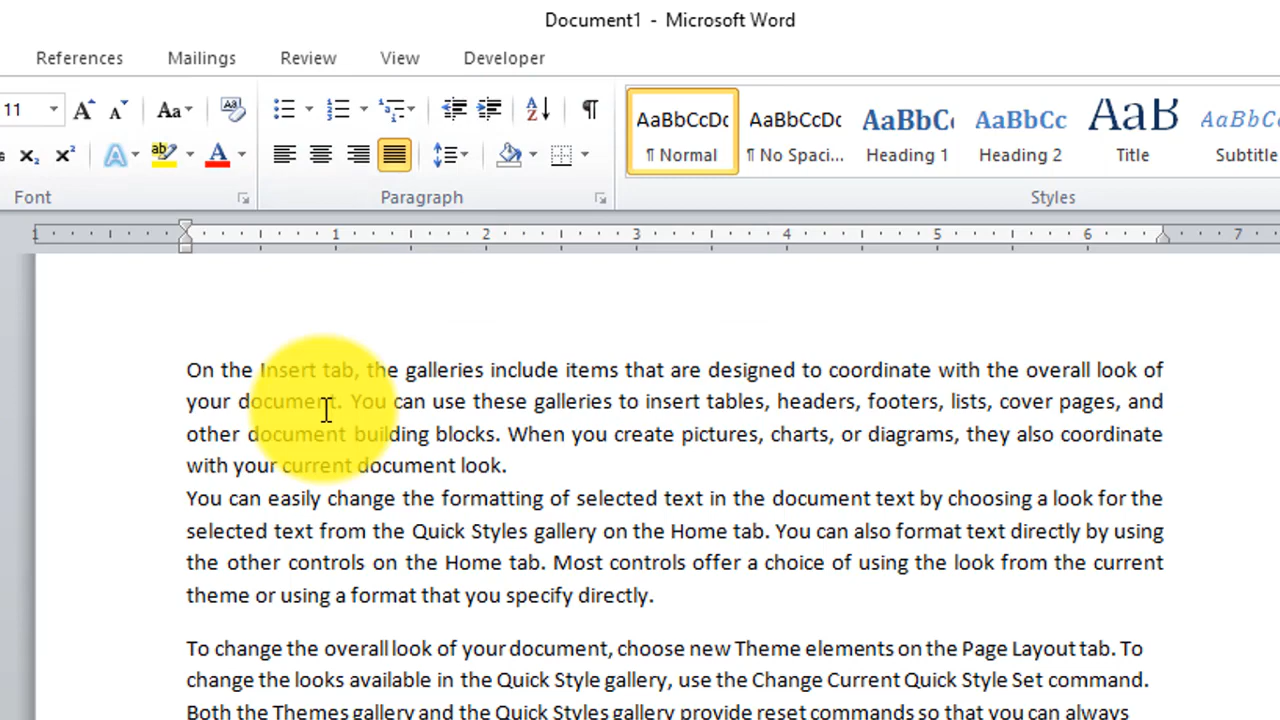 Document1 - Microsoft Word
References Mailings Review View Developer
11 A A Aa A Z ¶ AaBbCcDc AaBbCcDc AaBbC AaBbCc AaB AaBbCc
X₂ X² A ab A ¶ Normal ¶ No Spaci... Heading 1 Heading 2 Title Subtitle
Font Paragraph Styles
1 1 2 3 4 5 6 7
On the Insert tab, the galleries include items that are designed to coordinate with the overall look of
your document. You can use these galleries to insert tables, headers, footers, lists, cover pages, and
other document building blocks. When you create pictures, charts, or diagrams, they also coordinate
with your current document look.
You can easily change the formatting of selected text in the document text by choosing a look for the
selected text from the Quick Styles gallery on the Home tab. You can also format text directly by using
the other controls on the Home tab. Most controls offer a choice of using the look from the current
theme or using a format that you specify directly.
To change the overall look of your document, choose new Theme elements on the Page Layout tab. To
change the looks available in the Quick Style gallery, use the Change Current Quick Style Set command.
Both the Themes gallery and the Quick Styles gallery provide reset commands so that you can always